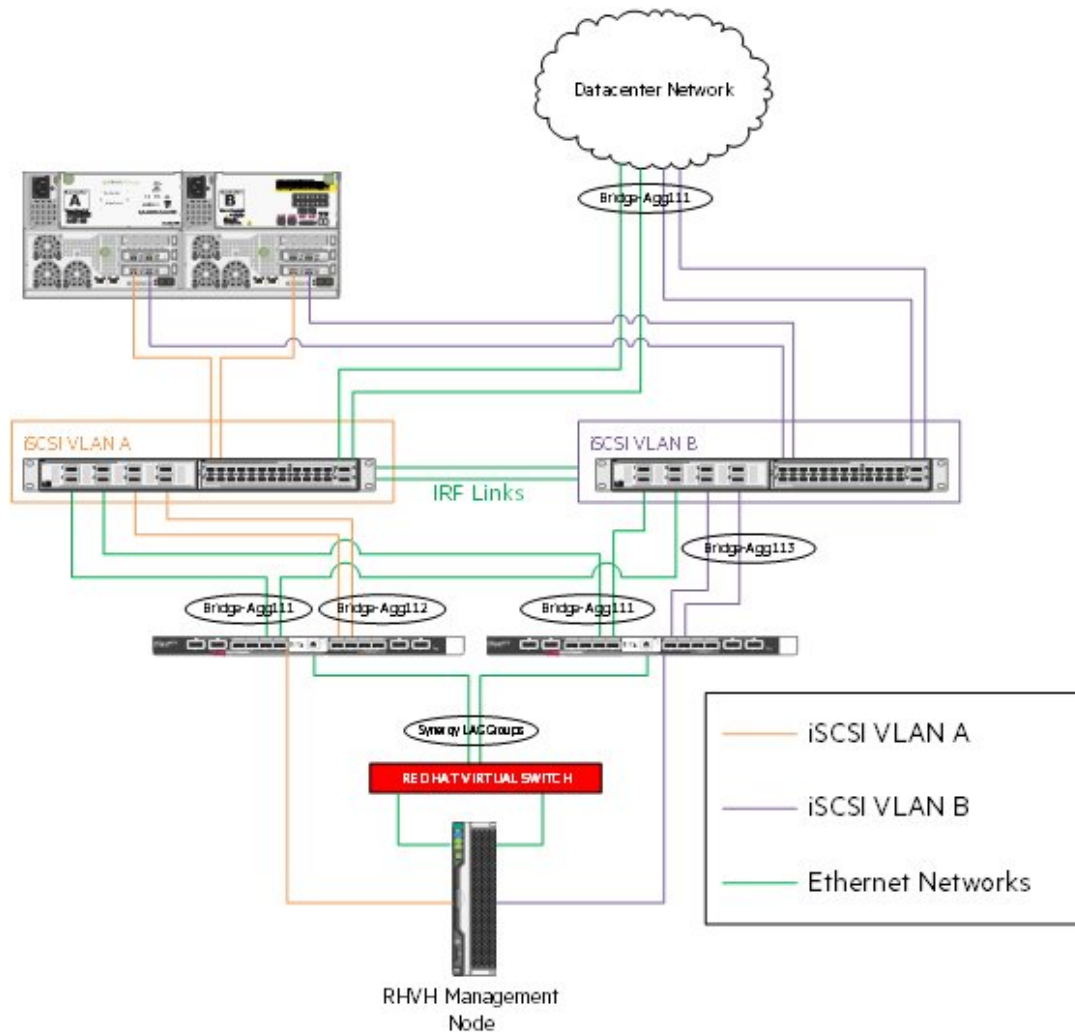 Datacenter Network
Bridge-Agg111
A
B
iSCSI VLAN A
iSCSI VLAN B
IRF Links
Bridge-Agg113
Bridge-Agg111
Bridge-Agg112
Bridge-Agg111
Synergy LAG Groups
RED HAT VIRTUAL SWITCH
iSCSI VLAN A
iSCSI VLAN B
Ethernet Networks
RHVH Management
Node